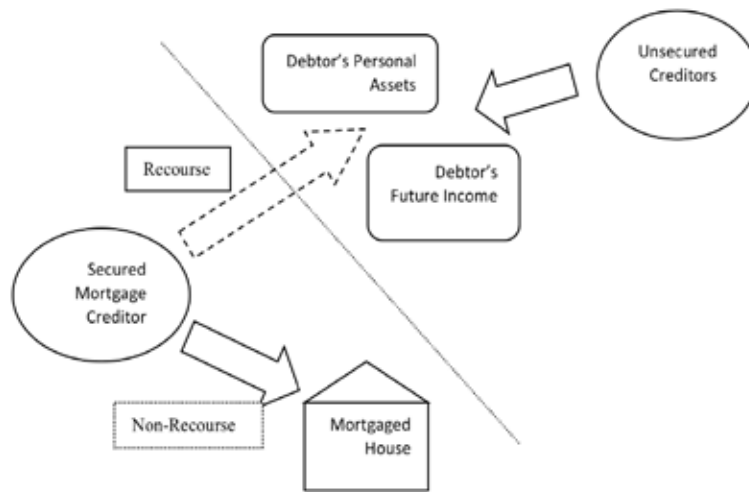 Debtor's Personal
Assets
Unsecured
Creditors
Recourse
Debtor's
Future Income
Secured
Mortgage
Creditor
Non-Recourse
Mortgaged
House